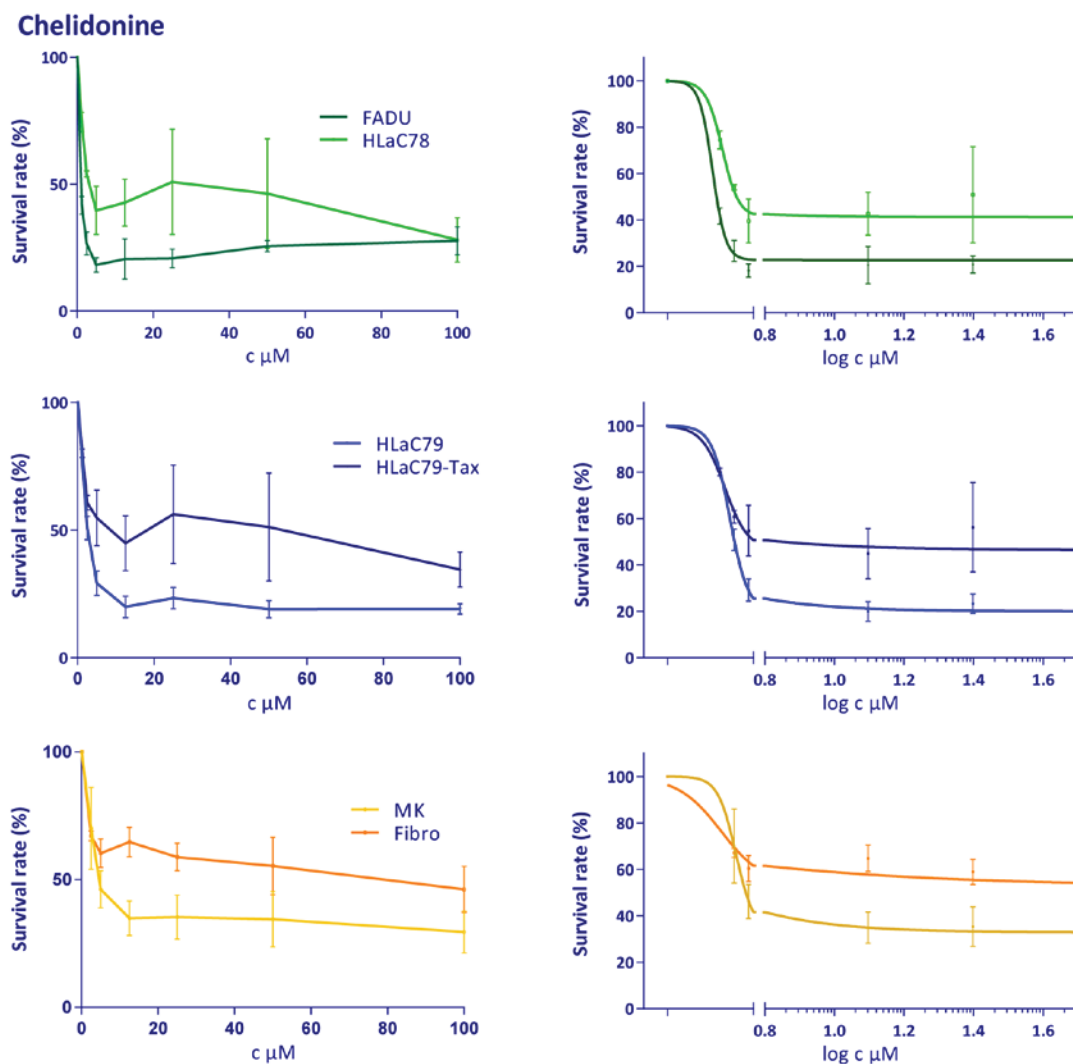 Chelidonine
Survival rate (%)
100
50
0
0 20 40 60 80 100
c μM
FADU
HLaC78
Survival rate (%)
100
80
60
40
20
0
0.8 1.0 1.2 1.4 1.6
log c μM
Survival rate (%)
100
50
0
0 20 40 60 80 100
c μM
HLaC79
HLaC79-Tax
Survival rate (%)
100
80
60
40
20
0
0.8 1.0 1.2 1.4 1.6
log c μM
Survival rate (%)
100
50
0
0 20 40 60 80 100
c μM
MK
Fibro
Survival rate (%)
100
80
60
40
20
0
0.8 1.0 1.2 1.4 1.6
log c μM